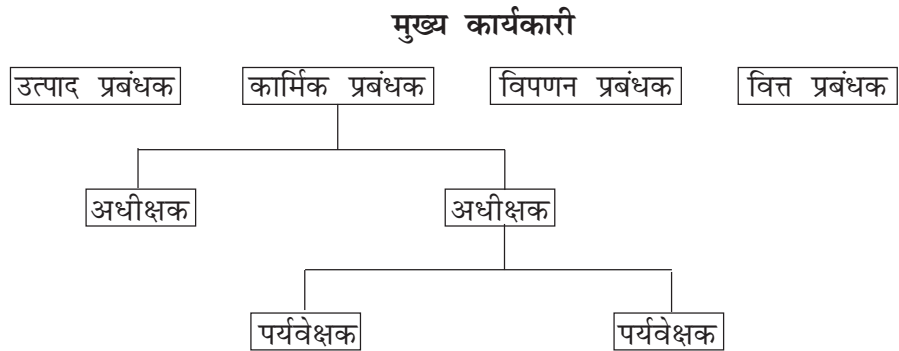 मुख्य कार्यकारी
उत्पाद प्रबंधक कार्मिक प्रबंधक विपणन प्रबंधक वित्त प्रबंधक
अधीक्षक अधीक्षक
पर्यवेक्षक पर्यवेक्षक